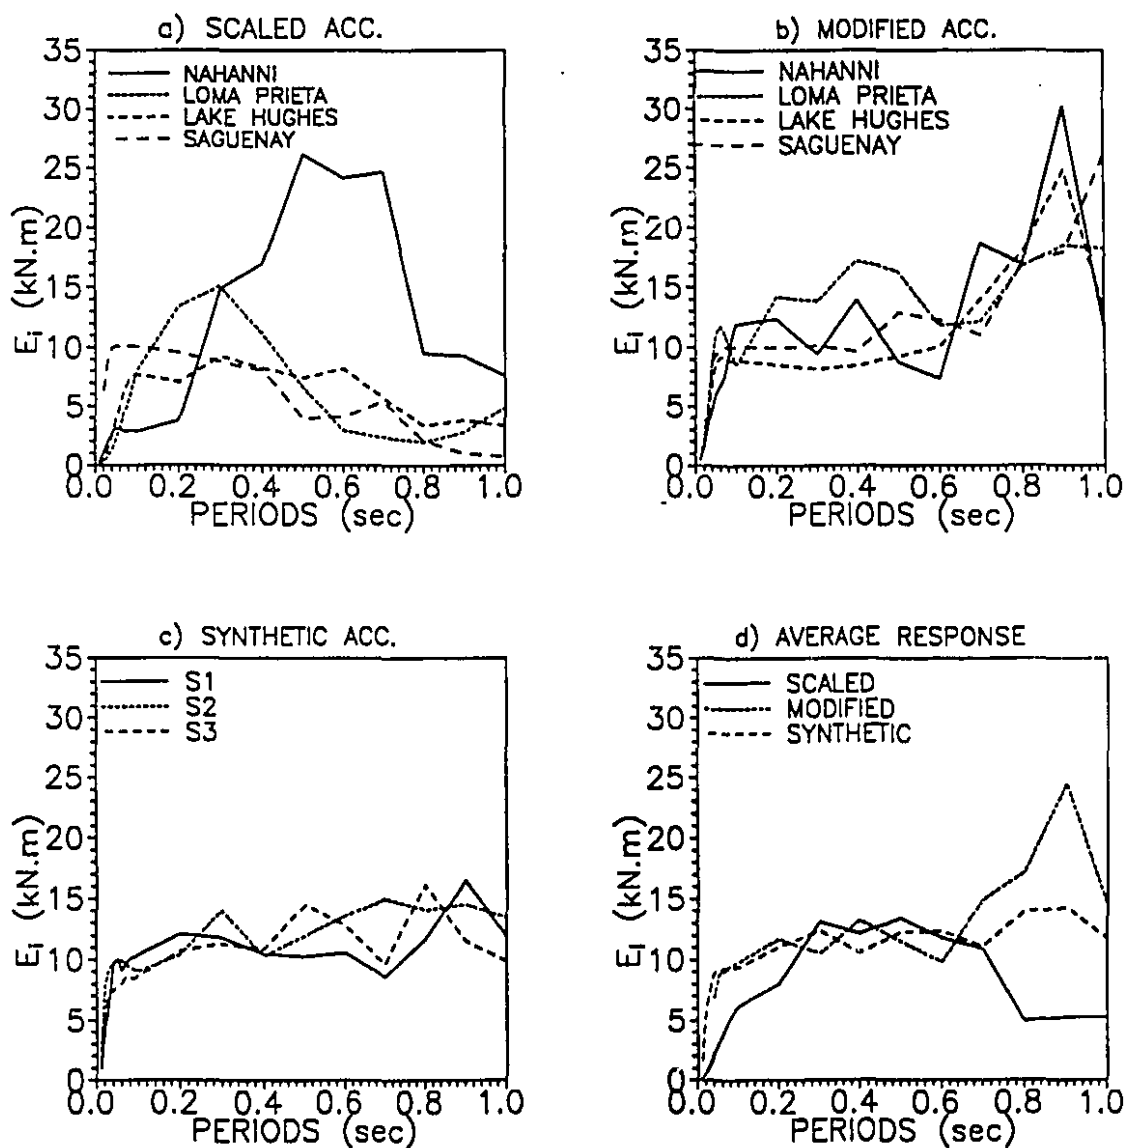 a) SCALED ACC.
35
30
25
20
15
10
5
0
E_i (kN.m)
NAHANNI
LOMA PRIETA
LAKE HUGHES
SAGUENAY
0.0 0.2 0.4 0.6 0.8 1.0
PERIODS (sec)
b) MODIFIED ACC.
35
30
25
20
15
10
5
0
E_i (kN.m)
NAHANNI
LOMA PRIETA
LAKE HUGHES
SAGUENAY
0.0 0.2 0.4 0.6 0.8 1.0
PERIODS (sec)
c) SYNTHETIC ACC.
35
30
25
20
15
10
5
0
E_i (kN.m)
S1
S2
S3
0.0 0.2 0.4 0.6 0.8 1.0
PERIODS (sec)
d) AVERAGE RESPONSE
35
30
25
20
15
10
5
0
E_i (kN.m)
SCALED
MODIFIED
SYNTHETIC
0.0 0.2 0.4 0.6 0.8 1.0
PERIODS (sec)